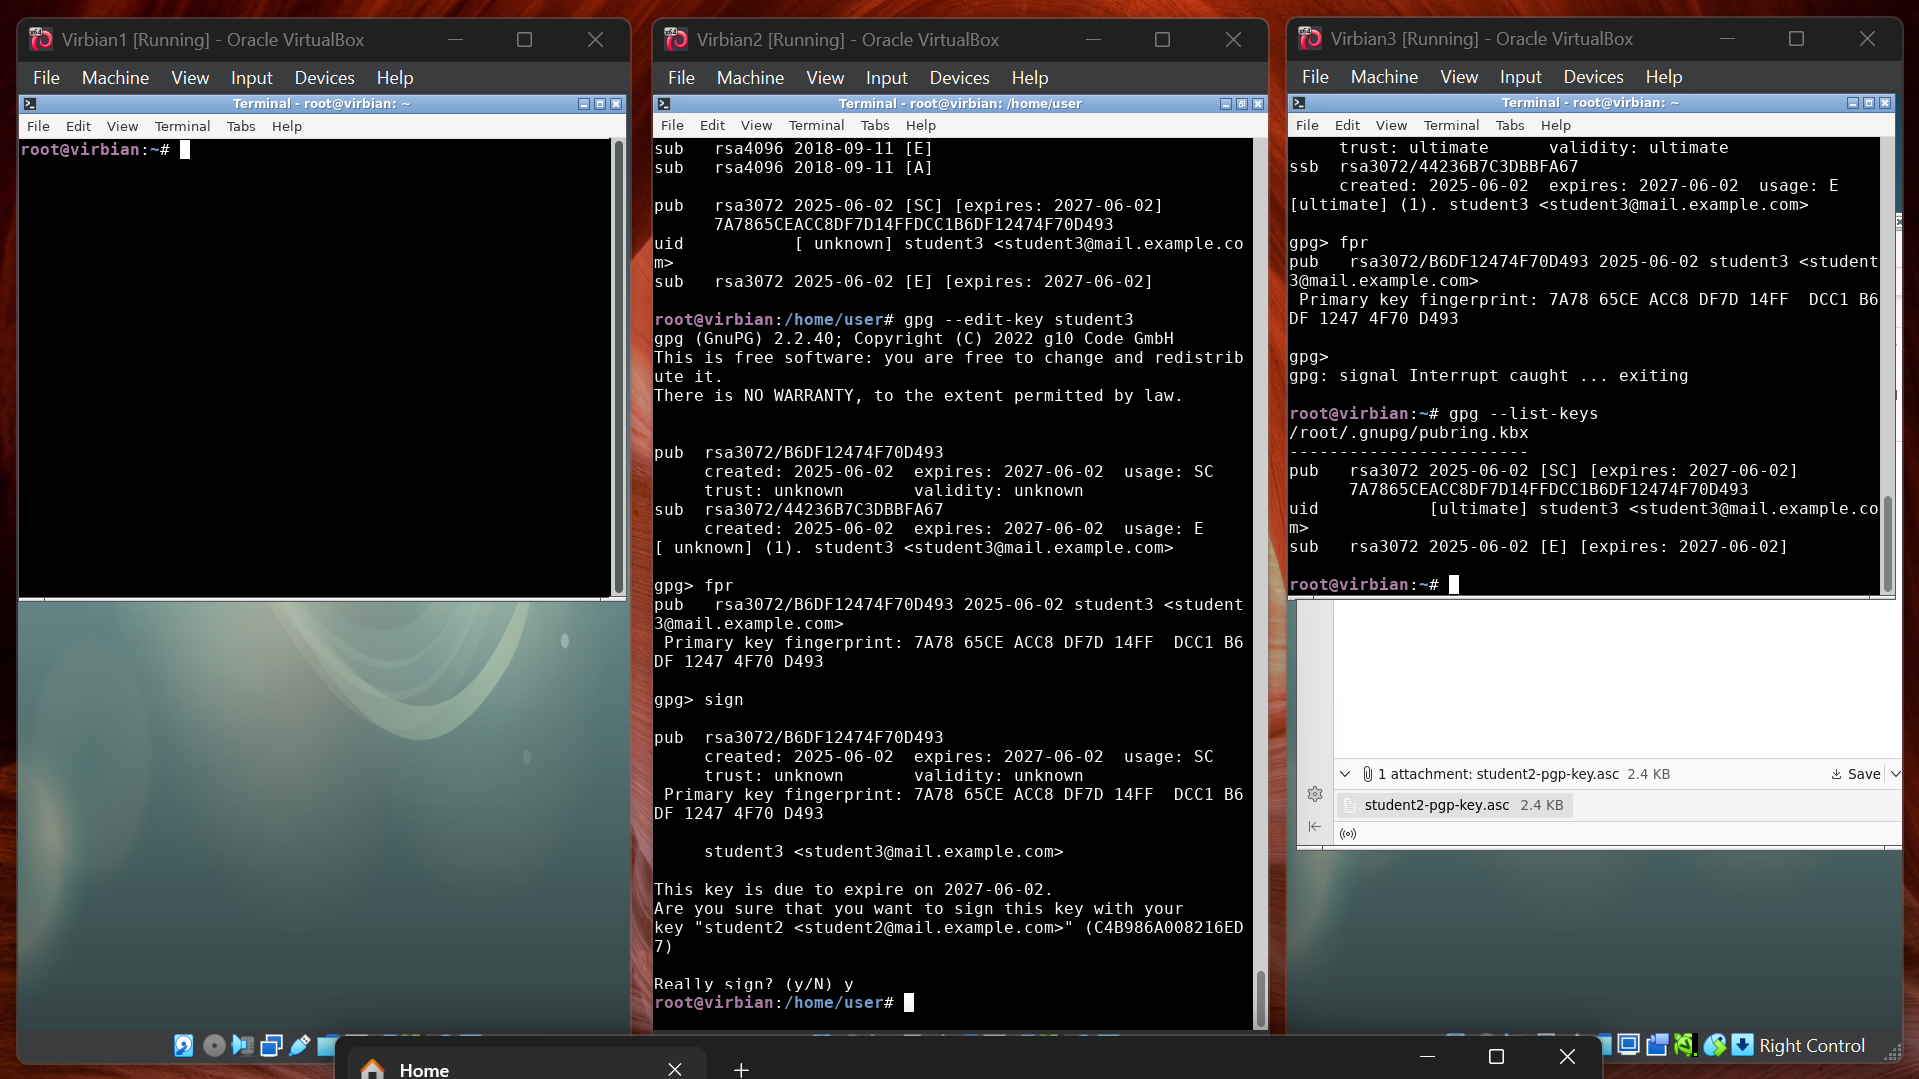 Virbian1 [Running] - Oracle VirtualBox
File Machine View Input Devices Help
Terminal - root@virbian: ~
File Edit View Terminal Tabs Help
root@virbian:~#
Virbian2 [Running] - Oracle VirtualBox
File Machine View Input Devices Help
Terminal - root@virbian: /home/user
File Edit View Terminal Tabs Help
sub   rsa4096 2018-09-11 [E]
sub   rsa4096 2018-09-11 [A]
pub   rsa3072 2025-06-02 [SC] [expires: 2027-06-02]
      7A7865CEACC8DF7D14FFDCC1B6DF12474F70D493
uid           [ unknown] student3 <student3@mail.example.co
m>
sub   rsa3072 2025-06-02 [E] [expires: 2027-06-02]
root@virbian:/home/user# gpg --edit-key student3
gpg (GnuPG) 2.2.40; Copyright (C) 2022 g10 Code GmbH
This is free software: you are free to change and redistrib
ute it.
There is NO WARRANTY, to the extent permitted by law.
pub  rsa3072/B6DF12474F70D493
     created: 2025-06-02  expires: 2027-06-02  usage: SC
     trust: unknown       validity: unknown
sub  rsa3072/44236B7C3DBBFA67
     created: 2025-06-02  expires: 2027-06-02  usage: E
[ unknown] (1). student3 <student3@mail.example.com>
gpg> fpr
pub   rsa3072/B6DF12474F70D493 2025-06-02 student3 <student
3@mail.example.com>
 Primary key fingerprint: 7A78 65CE ACC8 DF7D 14FF  DCC1 B6
DF 1247 4F70 D493
gpg> sign
pub  rsa3072/B6DF12474F70D493
     created: 2025-06-02  expires: 2027-06-02  usage: SC
     trust: unknown       validity: unknown
 Primary key fingerprint: 7A78 65CE ACC8 DF7D 14FF  DCC1 B6
DF 1247 4F70 D493
     student3 <student3@mail.example.com>
This key is due to expire on 2027-06-02.
Are you sure that you want to sign this key with your
key "student2 <student2@mail.example.com>" (C4B986A008216ED
7)
Really sign? (y/N) y
root@virbian:/home/user#
Virbian3 [Running] - Oracle VirtualBox
File Machine View Input Devices Help
Terminal - root@virbian: ~
File Edit View Terminal Tabs Help
     trust: ultimate      validity: ultimate
ssb  rsa3072/44236B7C3DBBFA67
     created: 2025-06-02  expires: 2027-06-02  usage: E
[ultimate] (1). student3 <student3@mail.example.com>
gpg> fpr
pub   rsa3072/B6DF12474F70D493 2025-06-02 student3 <student
3@mail.example.com>
 Primary key fingerprint: 7A78 65CE ACC8 DF7D 14FF  DCC1 B6
DF 1247 4F70 D493
gpg>
gpg: signal Interrupt caught ... exiting
root@virbian:~# gpg --list-keys
/root/.gnupg/pubring.kbx
------------------------
pub   rsa3072 2025-06-02 [SC] [expires: 2027-06-02]
      7A7865CEACC8DF7D14FFDCC1B6DF12474F70D493
uid           [ultimate] student3 <student3@mail.example.co
m>
sub   rsa3072 2025-06-02 [E] [expires: 2027-06-02]
root@virbian:~#
1 attachment: student2-pgp-key.asc 2.4 KB Save
student2-pgp-key.asc 2.4 KB
Right Control
Home